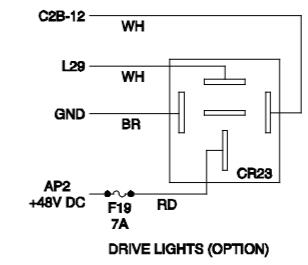 C2B-12
WH
L29
WH
GND
BR
CR23
AP2
+48V DC
F19
7A
RD
DRIVE LIGHTS (OPTION)